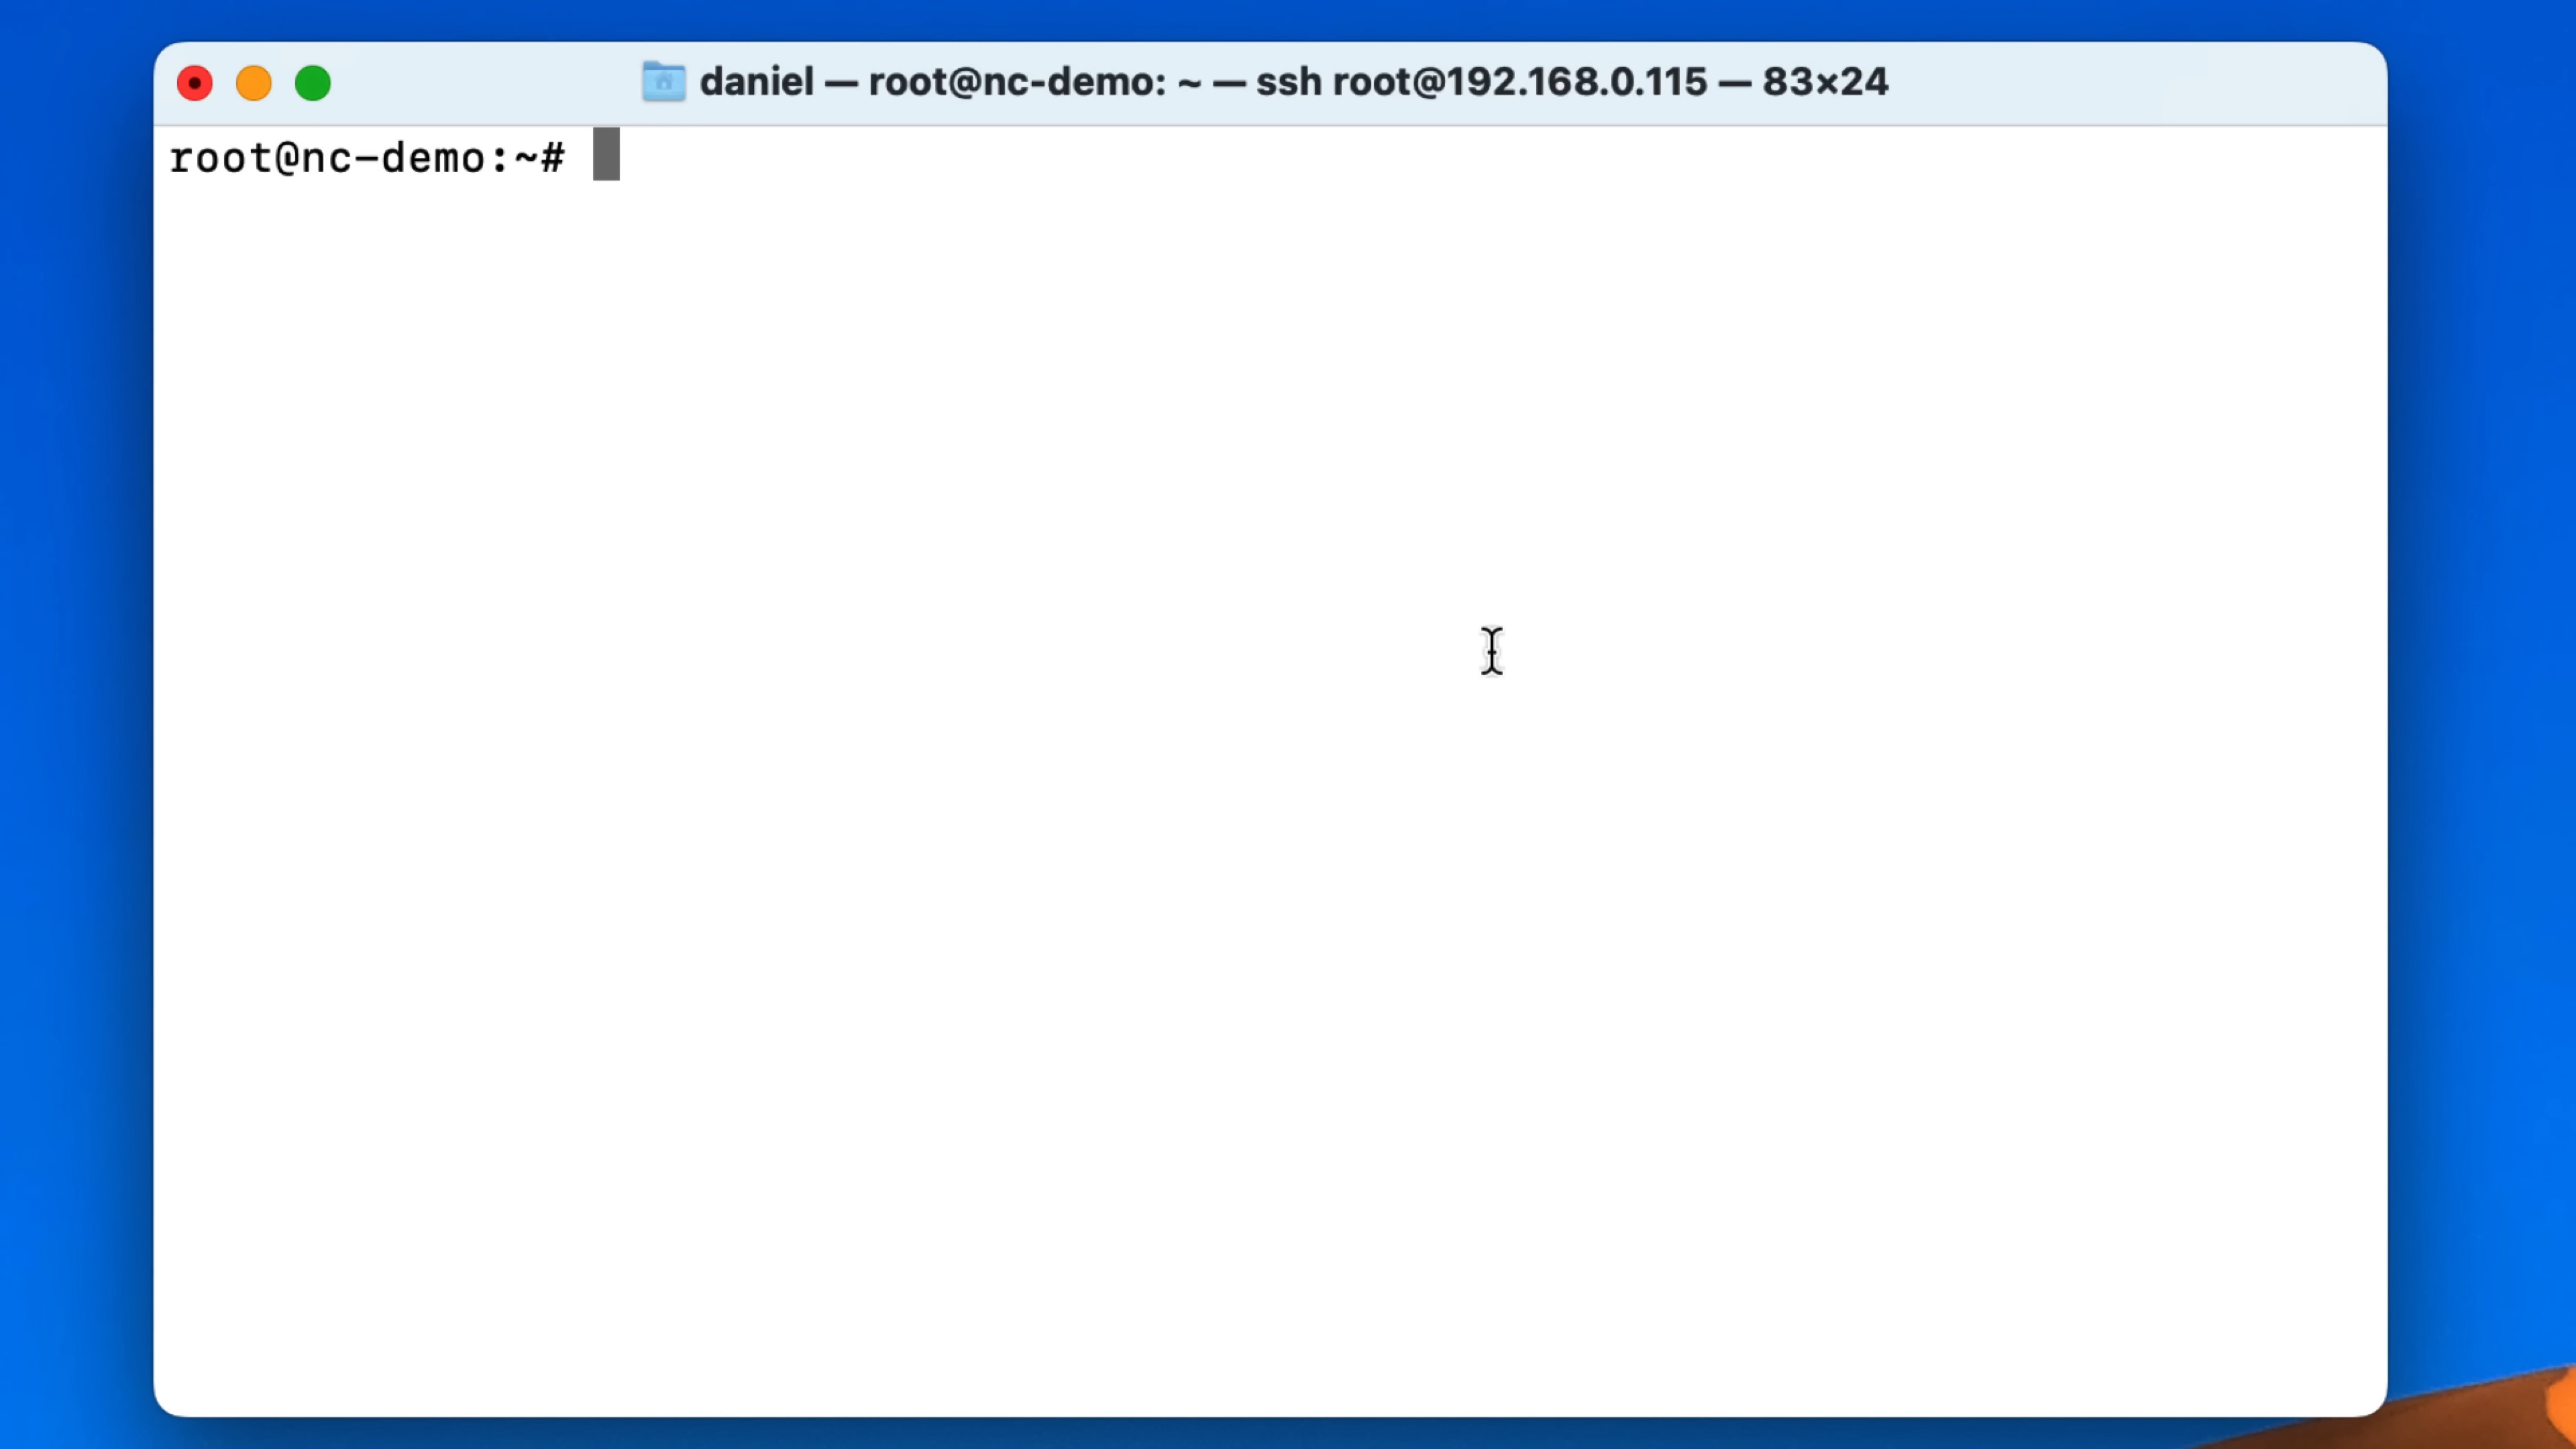 daniel — root@nc-demo: ~ — ssh root@192.168.0.115 — 83×24
root@nc-demo:~#